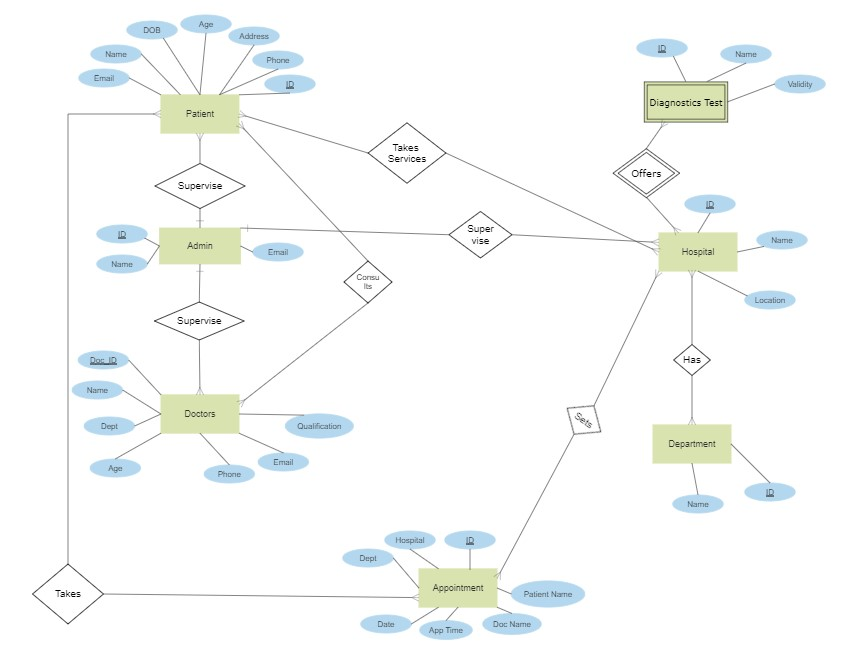 Age
DOB
Address
Name
Phone
Email
ID
Patient
ID
Name
Validity
Diagnostics Test
Takes
Services
Offers
Supervise
ID
Name
Email
Admin
Super
vise
ID
Name
Location
Hospital
Consu
lts
Supervise
Has
Doc_ID
Name
Dept
Age
Phone
Email
Qualification
Doctors
Sets
Department
Name
ID
Hospital
ID
Dept
Appointment
Patient Name
Date
App Time
Doc Name
Takes